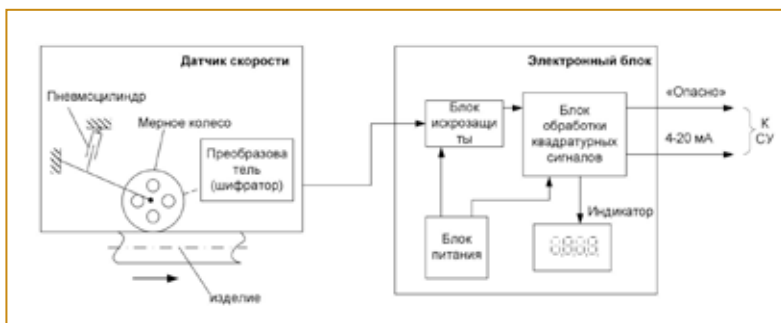 Датчик скорости
Пневмоцилиндр
Мерное колесо
Преобразова
тель
(шифратор)
изделие
Электронный блок
Блок
искрозащи
ты
Блок
обработки
квадратурных
сигналов
Блок
питания
Индикатор
«Опасно»
4-20 мА
К
СУ